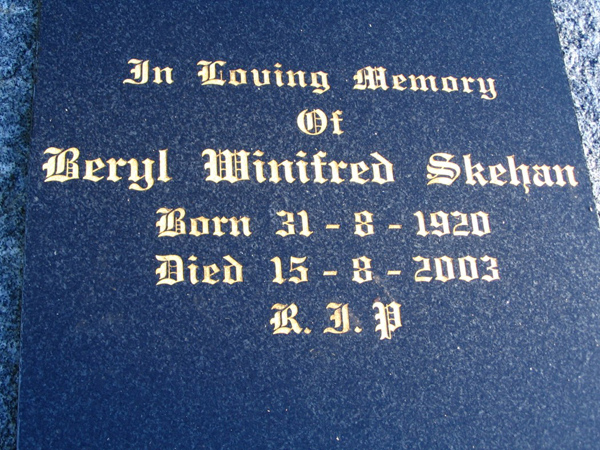 In Loving Memory
Of
Beryl Winifred Skehan
Born 31 - 8 - 1920
Died 15 - 8 - 2003
R. I. P